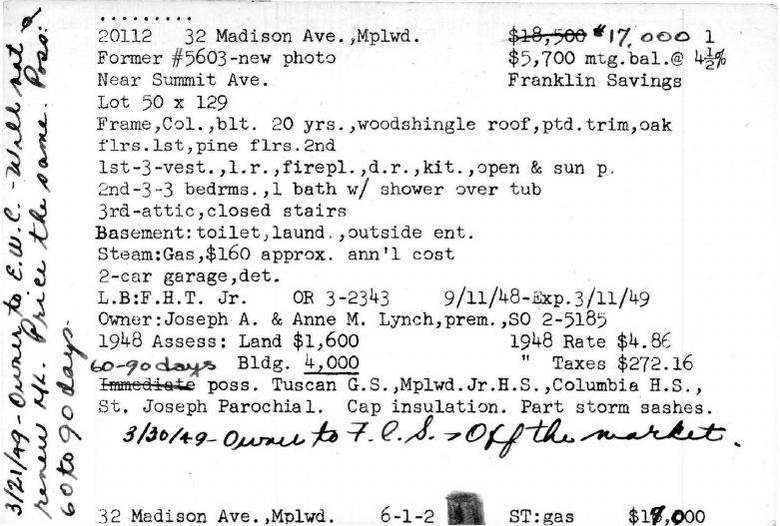 20112 32 Madison Ave.,Mplwd. $18,500 #17,000 1
Former #5603-new photo $5,700 mtg.bal.@ 4½%
Near Summit Ave. Franklin Savings
Lot 50 x 129
Frame,Col.,blt. 20 yrs.,woodshingle roof,ptd.trim,oak
flrs.1st,pine flrs.2nd
1st-3-vest.,l.r.,firepl.,d.r.,kit.,open & sun p.
2nd-3-3 bedrms.,1 bath w/ shower over tub
3rd-attic,closed stairs
Basement:toilet,laund.,outside ent.
Steam:Gas,$160 approx. ann'l cost
2-car garage,det.
L.B:F.H.T. Jr. OR 3-2343 9/11/48-Exp.3/11/49
Owner:Joseph A. & Anne M. Lynch,prem.,SO 2-5185
1948 Assess: Land $1,600 1948 Rate $4.86
60-90 days Bldg. 4,000 " Taxes $272.16
Immediate poss. Tuscan G.S.,Mplwd.Jr.H.S.,Columbia H.S.,
St. Joseph Parochial. Cap insulation. Part storm sashes.
3/30/49-Owner to F.C.S. Off the market.
32 Madison Ave.,Mplwd. 6-1-2 ST:gas $17,000
3/21/49-Owner to E.W.C.-Will not
renew Mk. Price the same. Poss:
60 to 90 days.